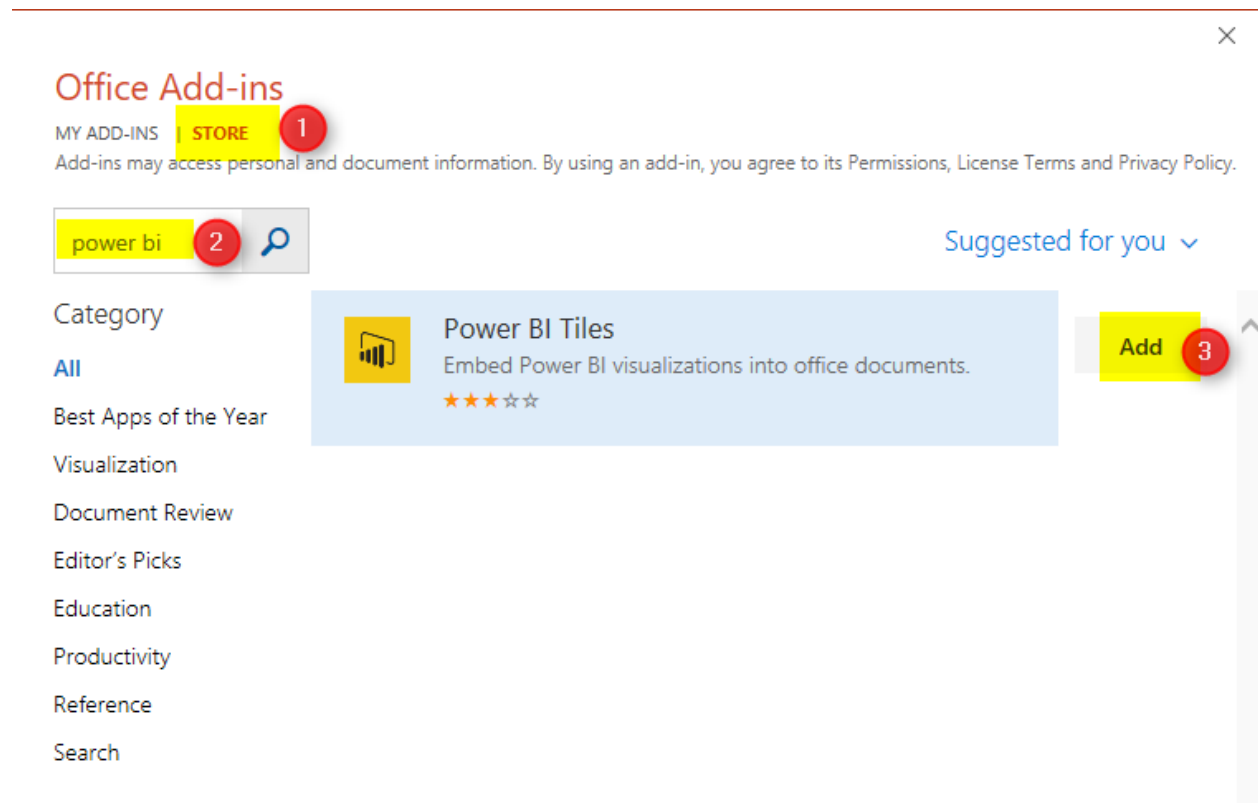 Office Add-ins
MY ADD-INS | STORE 1
Add-ins may access personal and document information. By using an add-in, you agree to its Permissions, License Terms and Privacy Policy.
power bi 2
Suggested for you
Category
Power BI Tiles
Add 3
All
Embed Power BI visualizations into office documents.
Best Apps of the Year
Visualization
Document Review
Editor's Picks
Education
Productivity
Reference
Search